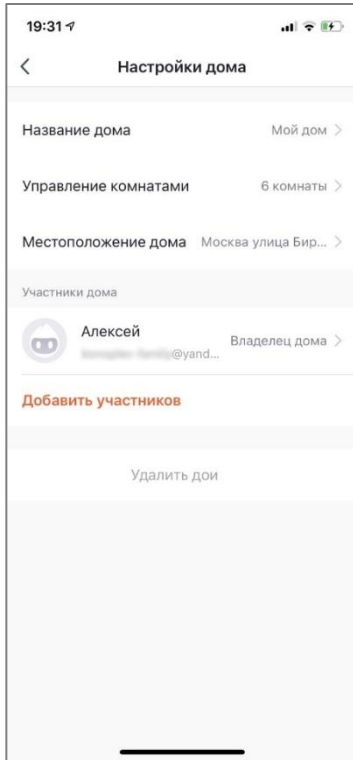 19:31
Настройки дома
Название дома Мой дом
Управление комнатами 6 комнаты
Местоположение дома Москва улица Бир...
Участники дома
Алексей
@yand...
Владелец дома
Добавить участников
Удалить дои